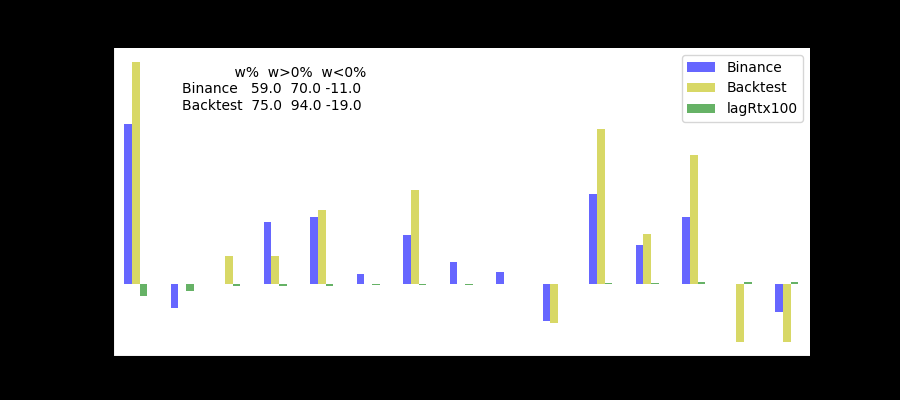 w% w>0% w<0%
Binance 59.0 70.0 -11.0
Backtest 75.0 94.0 -19.0
Binance
Backtest
lagRtx100